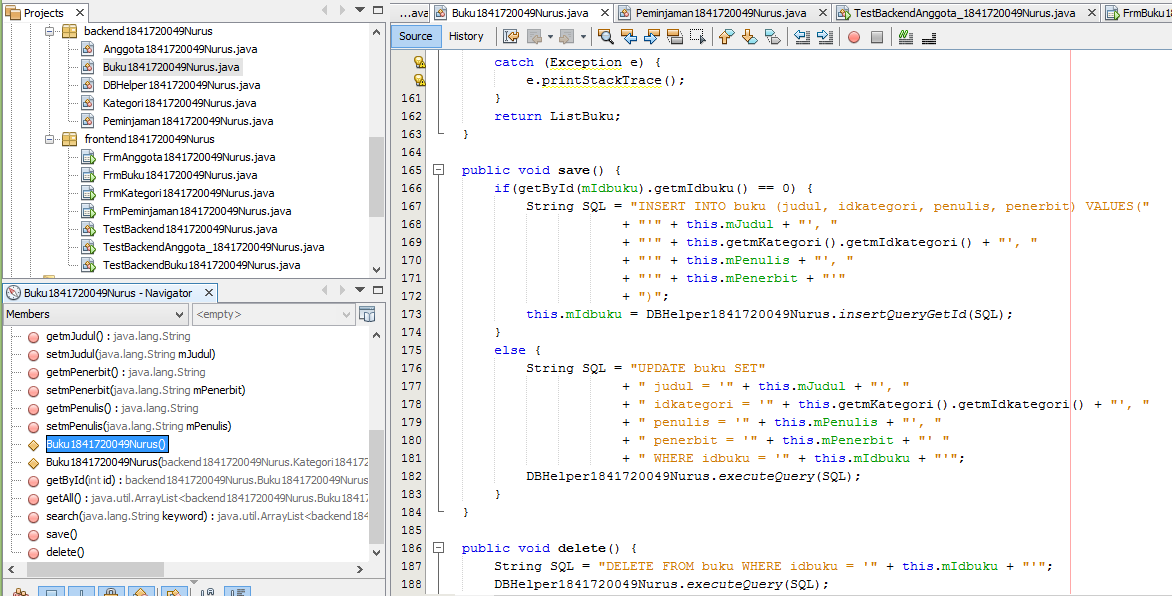 Projects
backend1841720049Nurus
Anggota1841720049Nurus.java
Buku1841720049Nurus.java
DBHelper1841720049Nurus.java
Kategori1841720049Nurus.java
Peminjaman1841720049Nurus.java
frontend1841720049Nurus
FrmAnggota1841720049Nurus.java
FrmBuku1841720049Nurus.java
FrmKategori1841720049Nurus.java
FrmPeminjaman1841720049Nurus.java
TestBackend1841720049Nurus.java
TestBackendAnggota_1841720049Nurus.java
TestBackendBuku1841720049Nurus.java
Buku1841720049Nurus - Navigator
Members <empty>
getmJudul() : java.lang.String
setmJudul(java.lang.String mJudul)
getmPenerbit() : java.lang.String
setmPenerbit(java.lang.String mPenerbit)
getmPenulis() : java.lang.String
setmPenulis(java.lang.String mPenulis)
Buku1841720049Nurus()
Buku1841720049Nurus(backend1841720049Nurus.Kategori184172
getById(int id) : backend1841720049Nurus.Buku1841720049Nurus
getAll() : java.util.ArrayList<backend1841720049Nurus.Buku1841
search(java.lang.String keyword) : java.util.ArrayList<backend184
save()
delete()
...ava Buku1841720049Nurus.java Peminjaman1841720049Nurus.java TestBackendAnggota_1841720049Nurus.java FrmBuku18
Source History
catch (Exception e) {
e.printStackTrace();
161 }
162 return ListBuku;
163 }
164
165 public void save() {
166 if(getById(mIdbuku).getmIdbuku() == 0) {
167 String SQL = "INSERT INTO buku (judul, idkategori, penulis, penerbit) VALUES("
168 + "'" + this.mJudul + "', "
169 + "'" + this.getmKategori().getmIdkategori() + "', "
170 + "'" + this.mPenulis + "', "
171 + "'" + this.mPenerbit + "'"
172 + ")";
173 this.mIdbuku = DBHelper1841720049Nurus.insertQueryGetId(SQL);
174 }
175 else {
176 String SQL = "UPDATE buku SET"
177 + " judul = '" + this.mJudul + "', "
178 + " idkategori = '" + this.getmKategori().getmIdkategori() + "', "
179 + " penulis = '" + this.mPenulis + "', "
180 + " penerbit = '" + this.mPenerbit + "' "
181 + " WHERE idbuku = '" + this.mIdbuku + "'";
182 DBHelper1841720049Nurus.executeQuery(SQL);
183 }
184 }
185
186 public void delete() {
187 String SQL = "DELETE FROM buku WHERE idbuku = '" + this.mIdbuku + "'";
188 DBHelper1841720049Nurus.executeQuery(SQL);